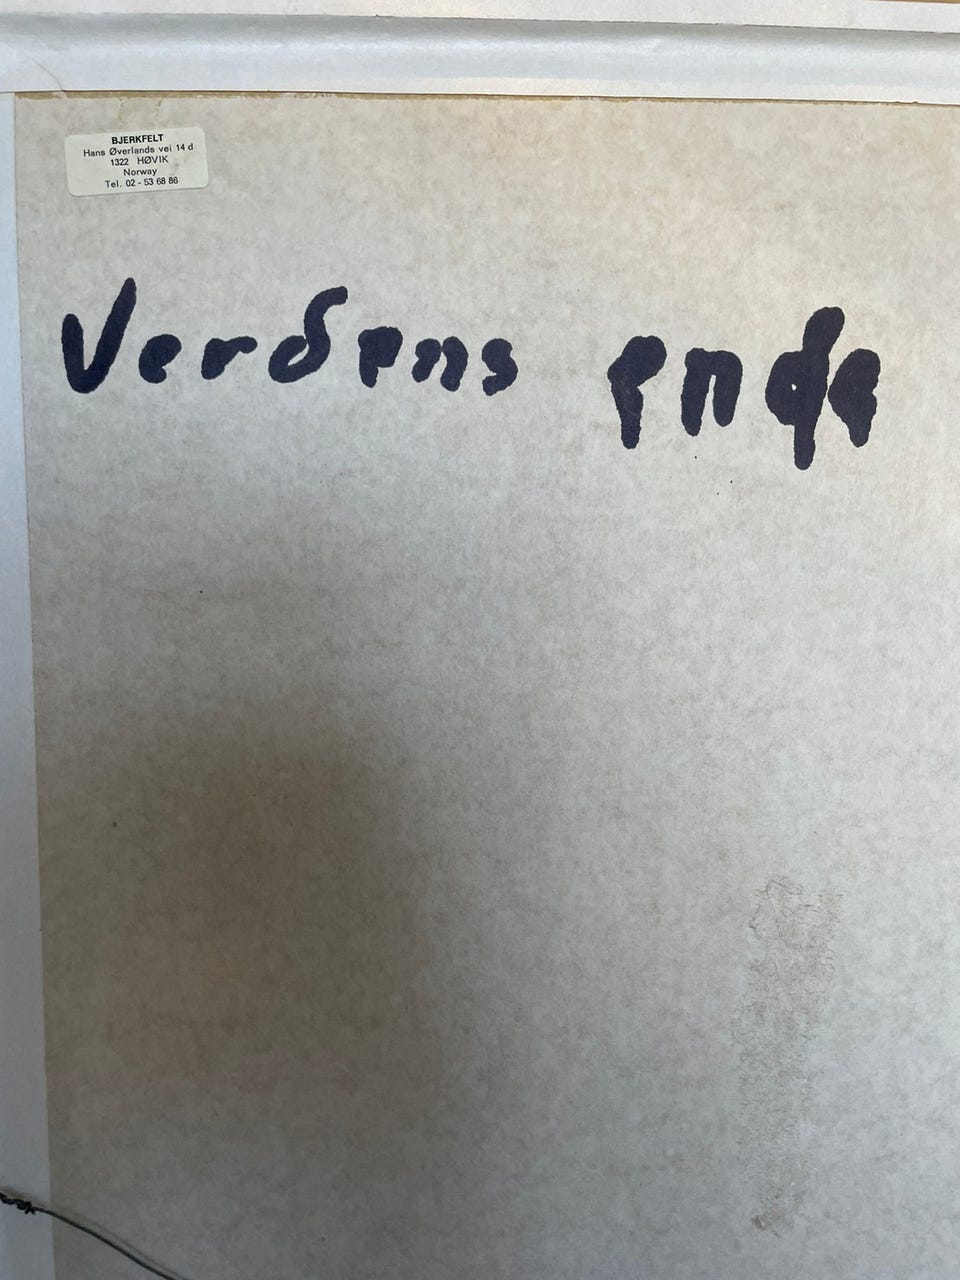 BJERKFELT
Hans Øverlands vei 14 d
1322 HØVIK
Norway
Tel. 02 - 53 68 86
Verdens ende